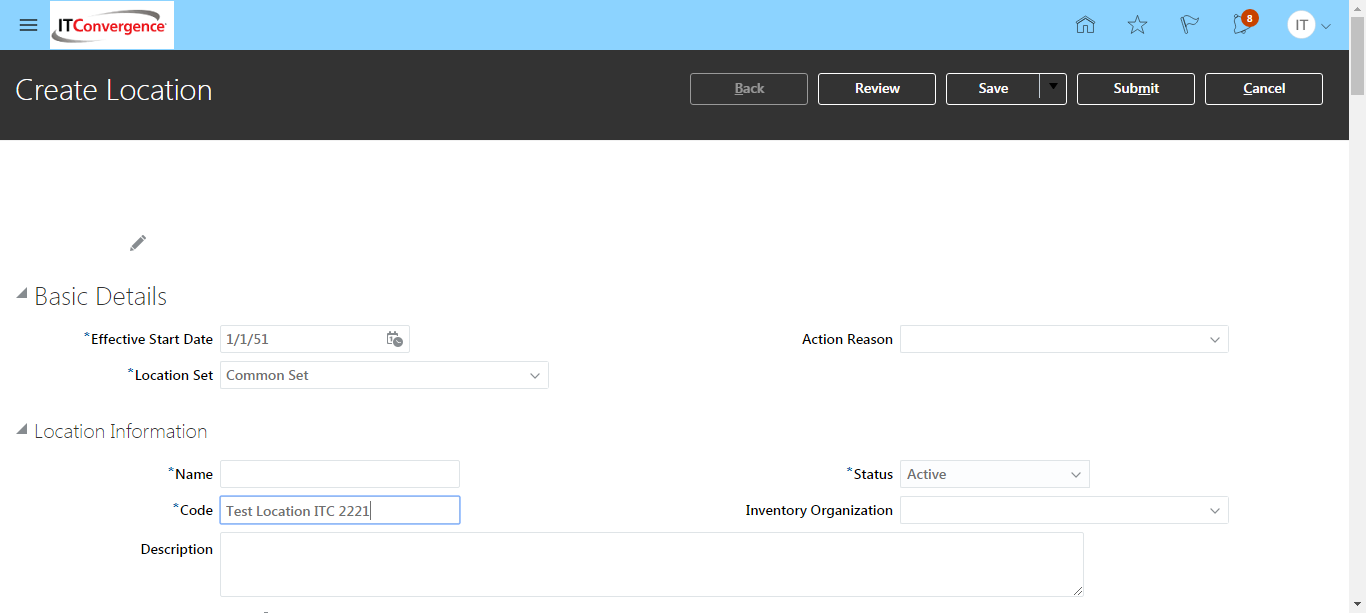 ITConvergence
8
IT
Create Location
Back
Review
Save
Submit
Cancel
Basic Details
*Effective Start Date 1/1/51
Action Reason
*Location Set Common Set
Location Information
*Name
*Status Active
*Code Test Location ITC 2221
Inventory Organization
Description